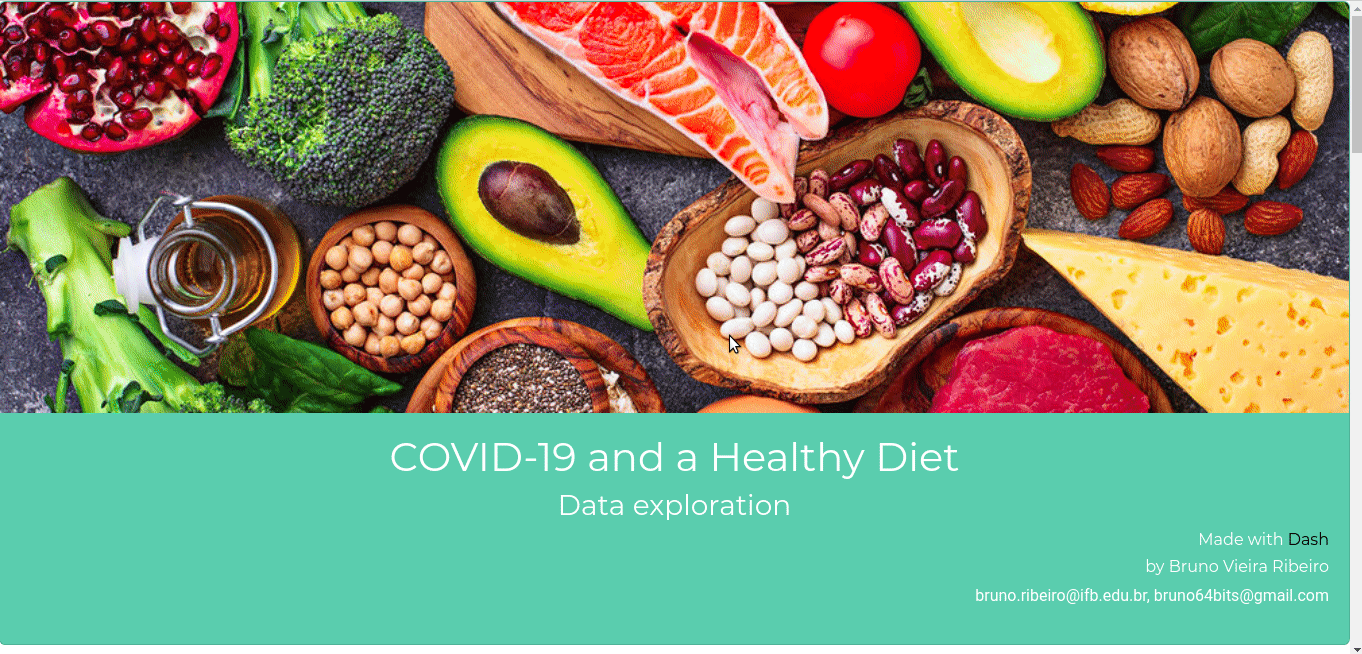 COVID-19 and a Healthy Diet
Data exploration
Made with Dash
by Bruno Vieira Ribeiro
bruno.ribeiro@ifb.edu.br, bruno64bits@gmail.com